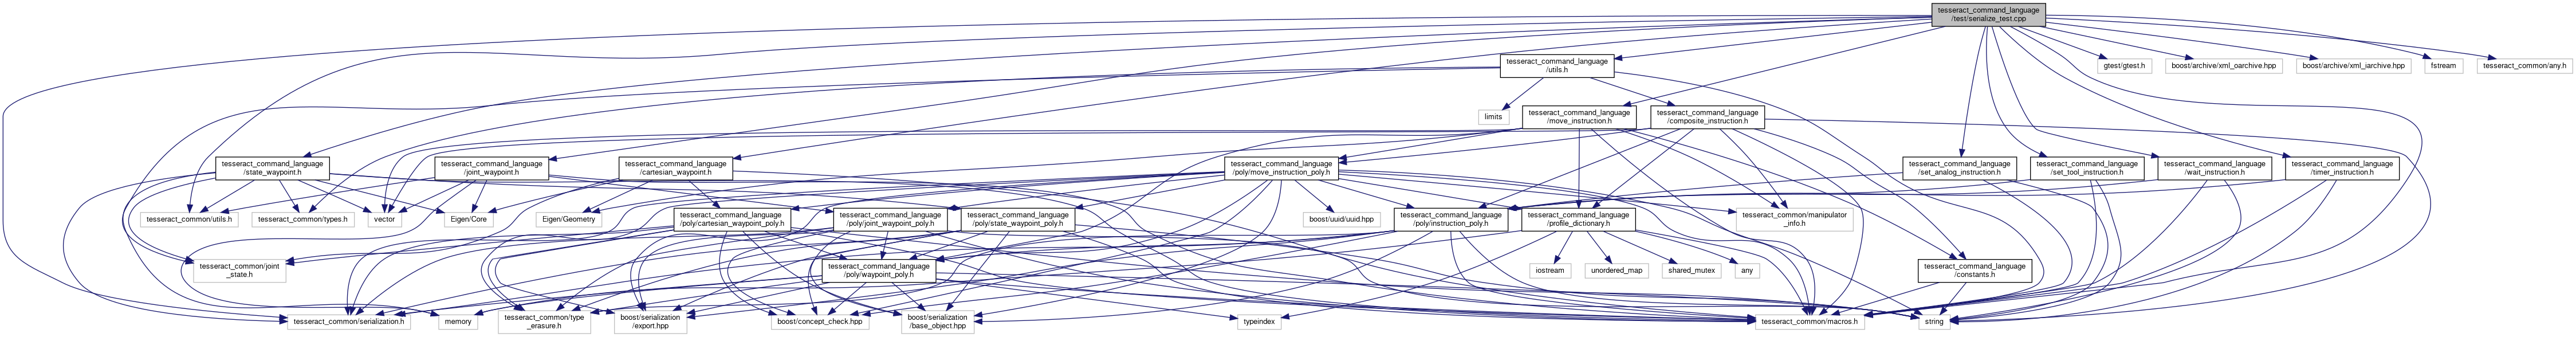 tesseract_command_language
/test/serialize_test.cpp
tesseract_command_language
/utils.h
gtest/gtest.h
boost/archive/xml_oarchive.hpp
boost/archive/xml_iarchive.hpp
fstream
tesseract_common/any.h
limits
tesseract_command_language
/move_instruction.h
tesseract_command_language
/composite_instruction.h
tesseract_command_language
/state_waypoint.h
tesseract_command_language
/joint_waypoint.h
tesseract_command_language
/cartesian_waypoint.h
tesseract_command_language
/poly/move_instruction_poly.h
tesseract_command_language
/set_analog_instruction.h
tesseract_command_language
/set_tool_instruction.h
tesseract_command_language
/wait_instruction.h
tesseract_command_language
/timer_instruction.h
tesseract_common/utils.h
tesseract_common/types.h
vector
Eigen/Core
Eigen/Geometry
tesseract_command_language
/poly/cartesian_waypoint_poly.h
tesseract_command_language
/poly/joint_waypoint_poly.h
tesseract_command_language
/poly/state_waypoint_poly.h
boost/uuid/uuid.hpp
tesseract_command_language
/poly/instruction_poly.h
tesseract_command_language
/profile_dictionary.h
tesseract_common/manipulator
_info.h
tesseract_common/joint
_state.h
tesseract_command_language
/poly/waypoint_poly.h
iostream
unordered_map
shared_mutex
any
tesseract_command_language
/constants.h
tesseract_common/serialization.h
memory
tesseract_common/type
_erasure.h
boost/serialization
/export.hpp
boost/concept_check.hpp
boost/serialization
/base_object.hpp
typeindex
tesseract_common/macros.h
string